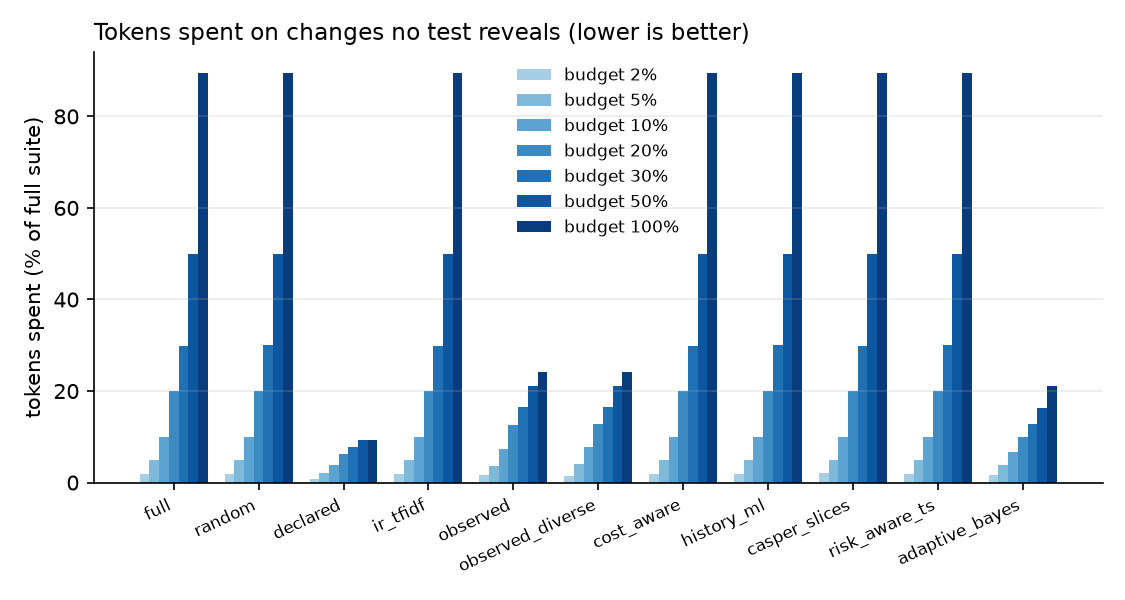 Tokens spent on changes no test reveals (lower is better)
budget 2%
budget 5%
budget 10%
budget 20%
budget 30%
budget 50%
budget 100%
tokens spent (% of full suite)
80
60
40
20
0
full
random
declared
ir_tfidf
observed
observed_diverse
cost_aware
history_ml
casper_slices
risk_aware_ts
adaptive_bayes